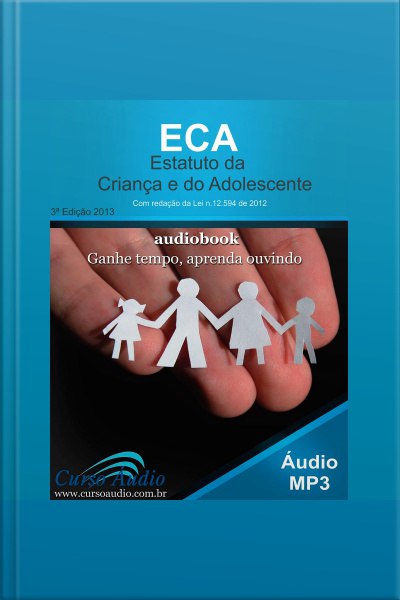 ECA
Estatuto da
Criança e do Adolescente
Com redação da Lei n.12.594 de 2012
3ª Edição 2013
audiobook
Ganhe tempo, aprenda ouvindo
Áudio
MP3
Curso Áudio
www.cursoaudio.com.br